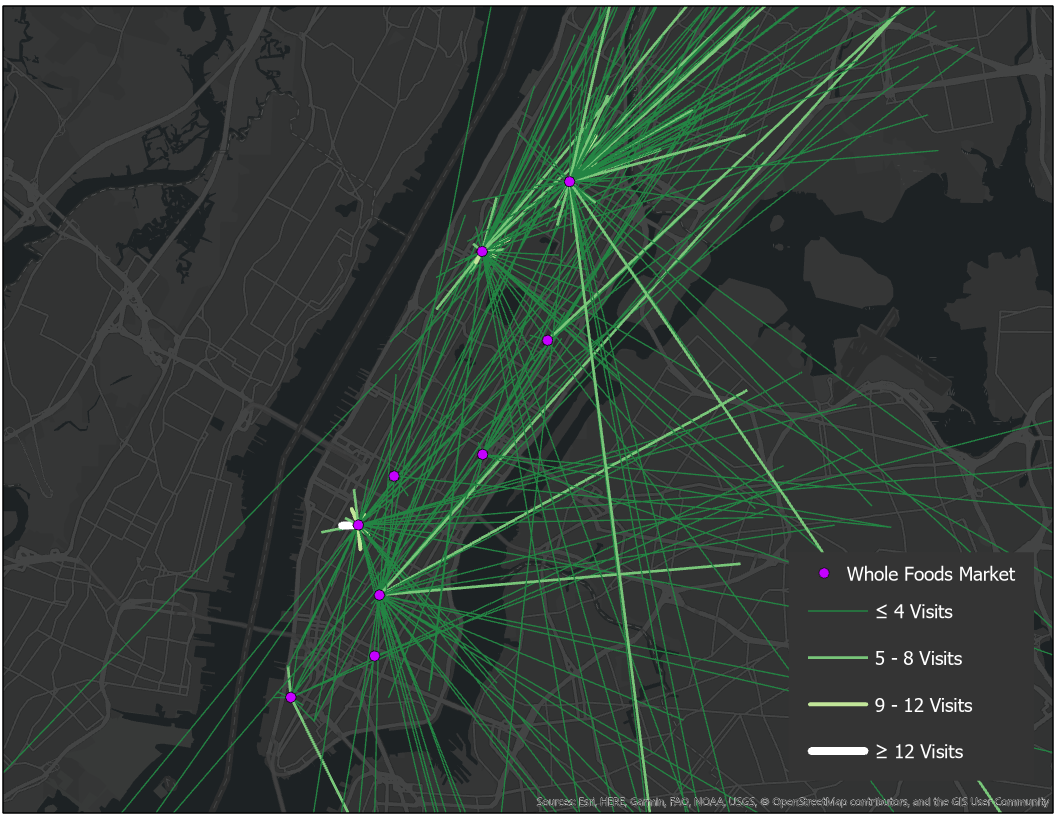 Whole Foods Market
≤ 4 Visits
5 - 8 Visits
9 - 12 Visits
≥ 12 Visits
Sources: Esri, HERE, Garmin, FAO, NOAA, USGS, © OpenStreetMap contributors, and the GIS User Community